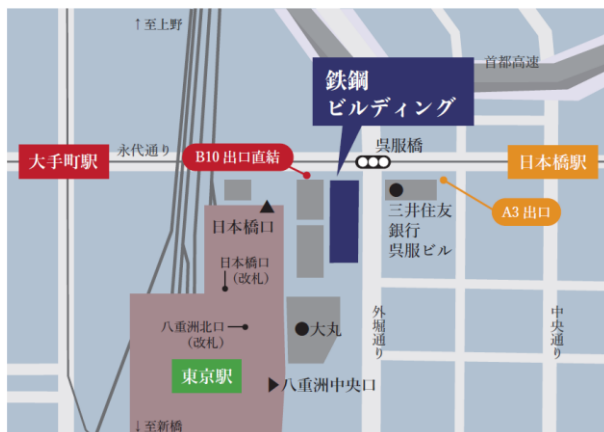 ↑至上野
首都高速
鉄鋼
ビルディング
永代通り
呉服橋
大手町駅
B10 出口直結
日本橋駅
A3 出口
三井住友
銀行
呉服ビル
日本橋口
日本橋口
(改札)
八重洲北口
(改札)
大丸
外堀通り
中央通り
東京駅
八重洲中央口
↓至新橋